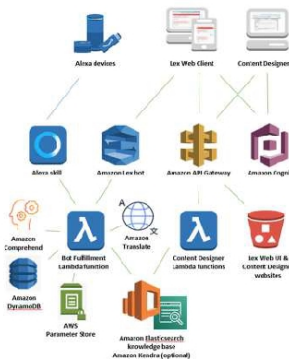 Alexa devices
Lex Web Client
Content Designer
Alexa skill
Amazon Lex bot
Amazon API Gateway
Amazon Cogni
Amazon
Comprehend
Bot Fulfillment
Lambda function
Amazon
Translate
Content Designer
Lambda functions
Lex Web UI &
Content Designer
websites
Amazon
DynamoDB
AWS
Parameter Store
Amazon Elasticsearch
knowledge base
Amazon Kendra (optional)